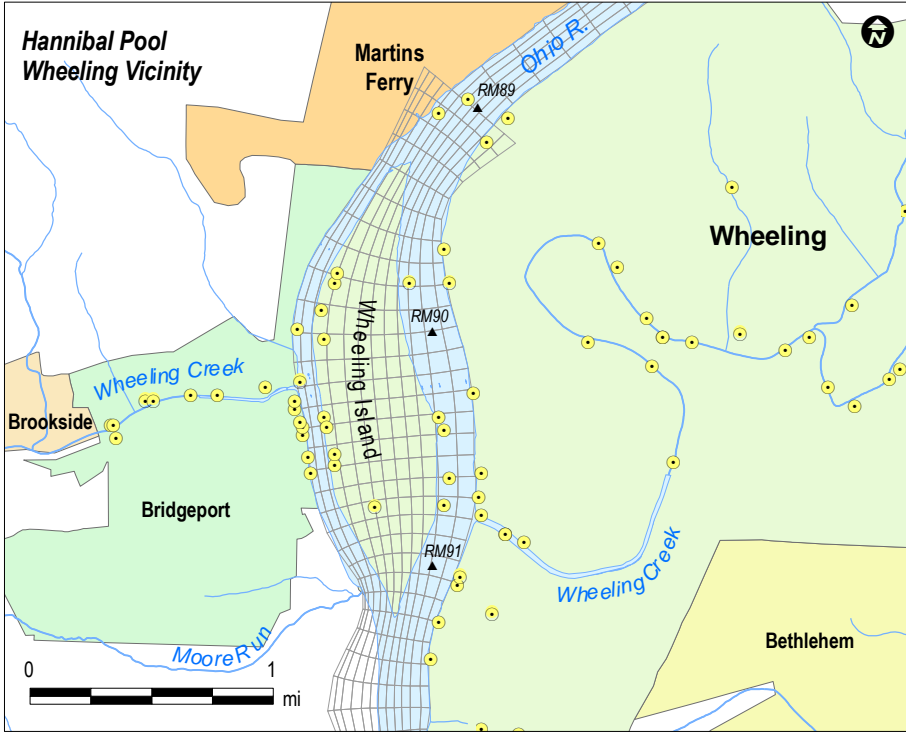 Hannibal Pool
Wheeling Vicinity
Martins
Ferry
Ohio R.
N
RM89
Wheeling
Wheeling Island
RM90
Wheeling Creek
Brookside
Bridgeport
RM91
Wheeling Creek
Moore Run
Bethlehem
0 1
mi